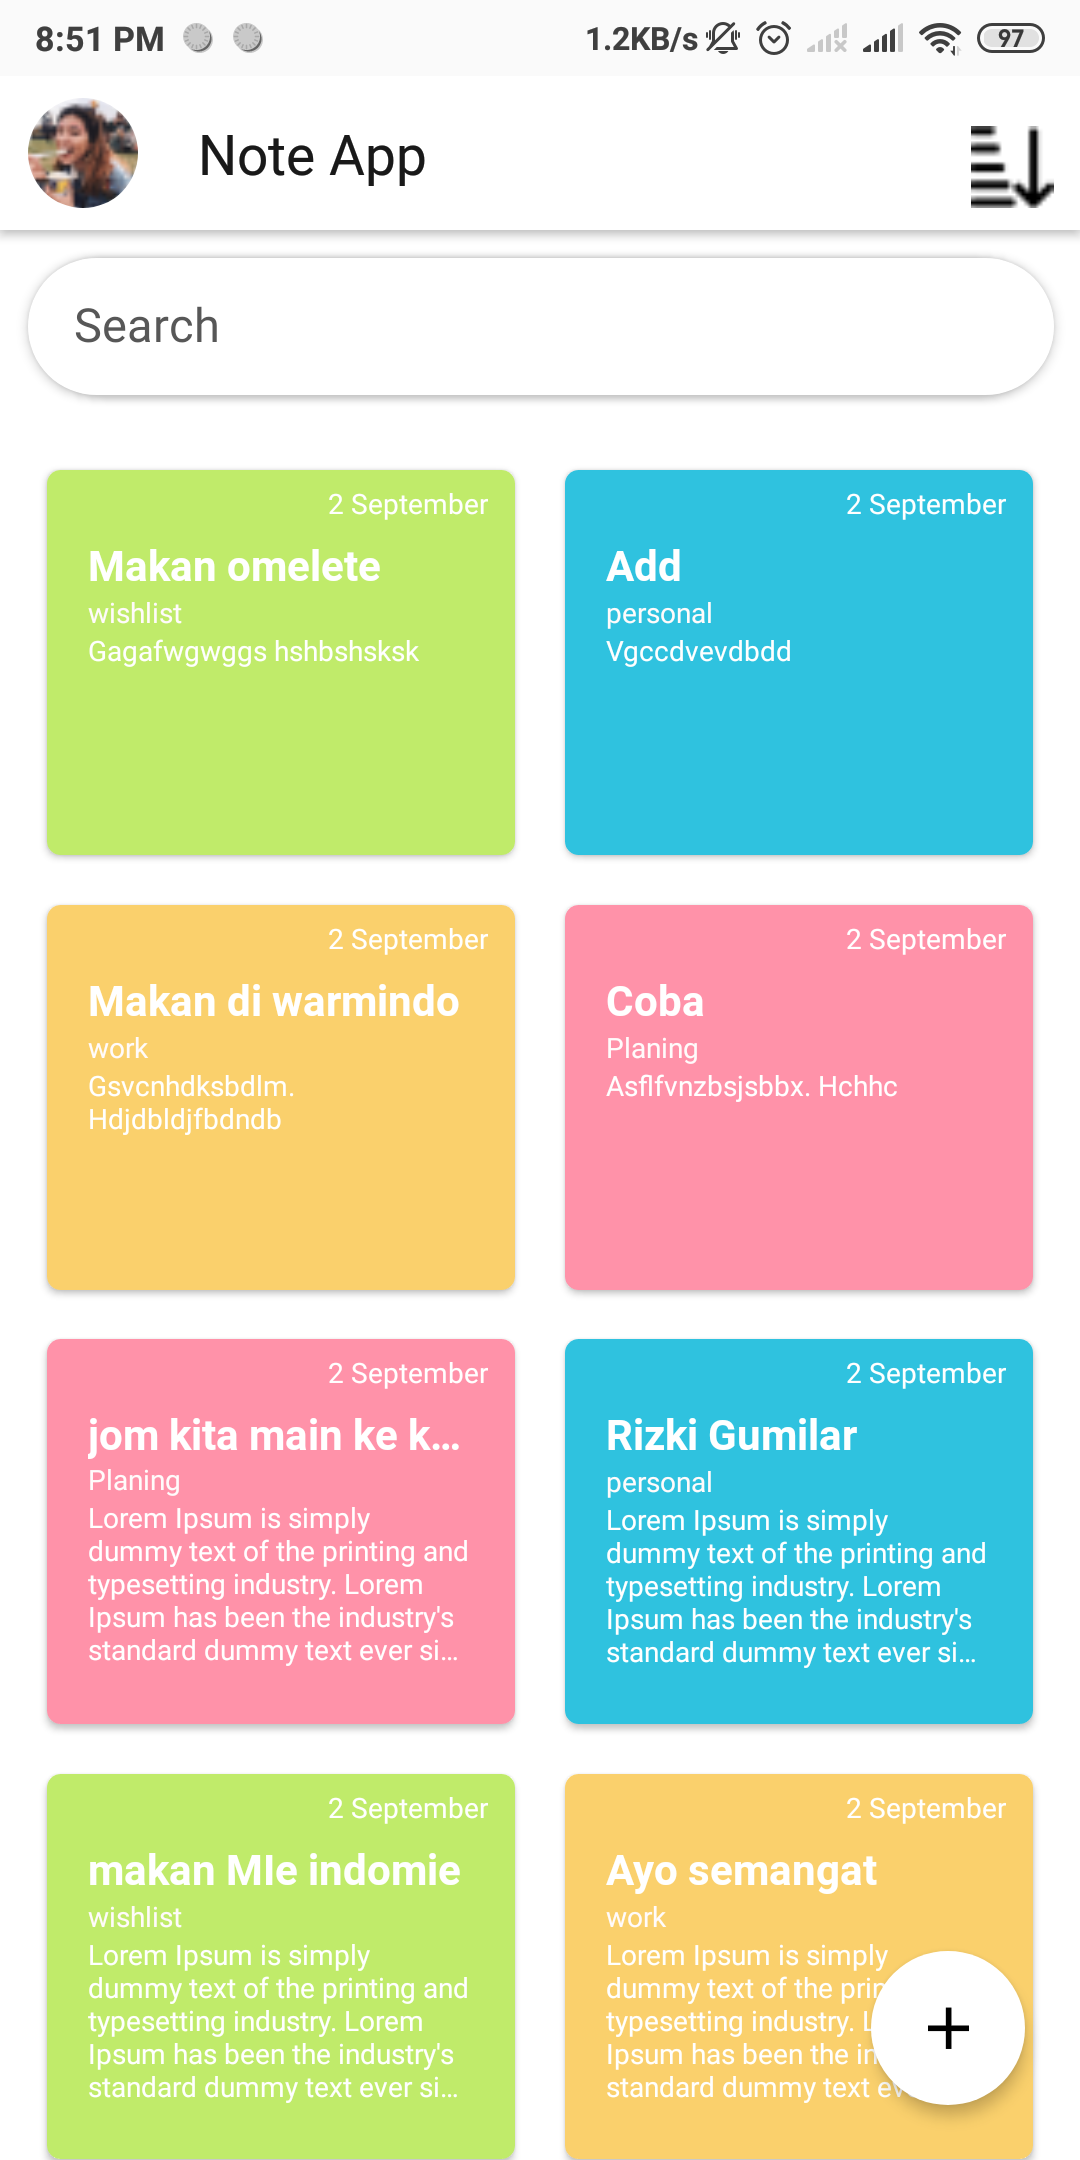 8:51 PM
1.2KB/s
97
Note App
Search
2 September
Makan omelete
wishlist
Gagafwgwggs hshbshsksk
2 September
Add
personal
Vgccdvevdbdd
2 September
Makan di warmindo
work
Gsvcnhdksbdlm.
Hdjdbldjfbdndb
2 September
Coba
Planing
Asflfvnzbsjsbbx. Hchhc
2 September
jom kita main ke k...
Planing
Lorem Ipsum is simply
dummy text of the printing and
typesetting industry. Lorem
Ipsum has been the industry's
standard dummy text ever si...
2 September
Rizki Gumilar
personal
Lorem Ipsum is simply
dummy text of the printing and
typesetting industry. Lorem
Ipsum has been the industry's
standard dummy text ever si...
2 September
makan MIe indomie
wishlist
Lorem Ipsum is simply
dummy text of the printing and
typesetting industry. Lorem
Ipsum has been the industry's
standard dummy text ever si...
2 September
Ayo semangat
work
Lorem Ipsum is simply
dummy text of the
typesetting industry.
Ipsum has been the
standard dummy text